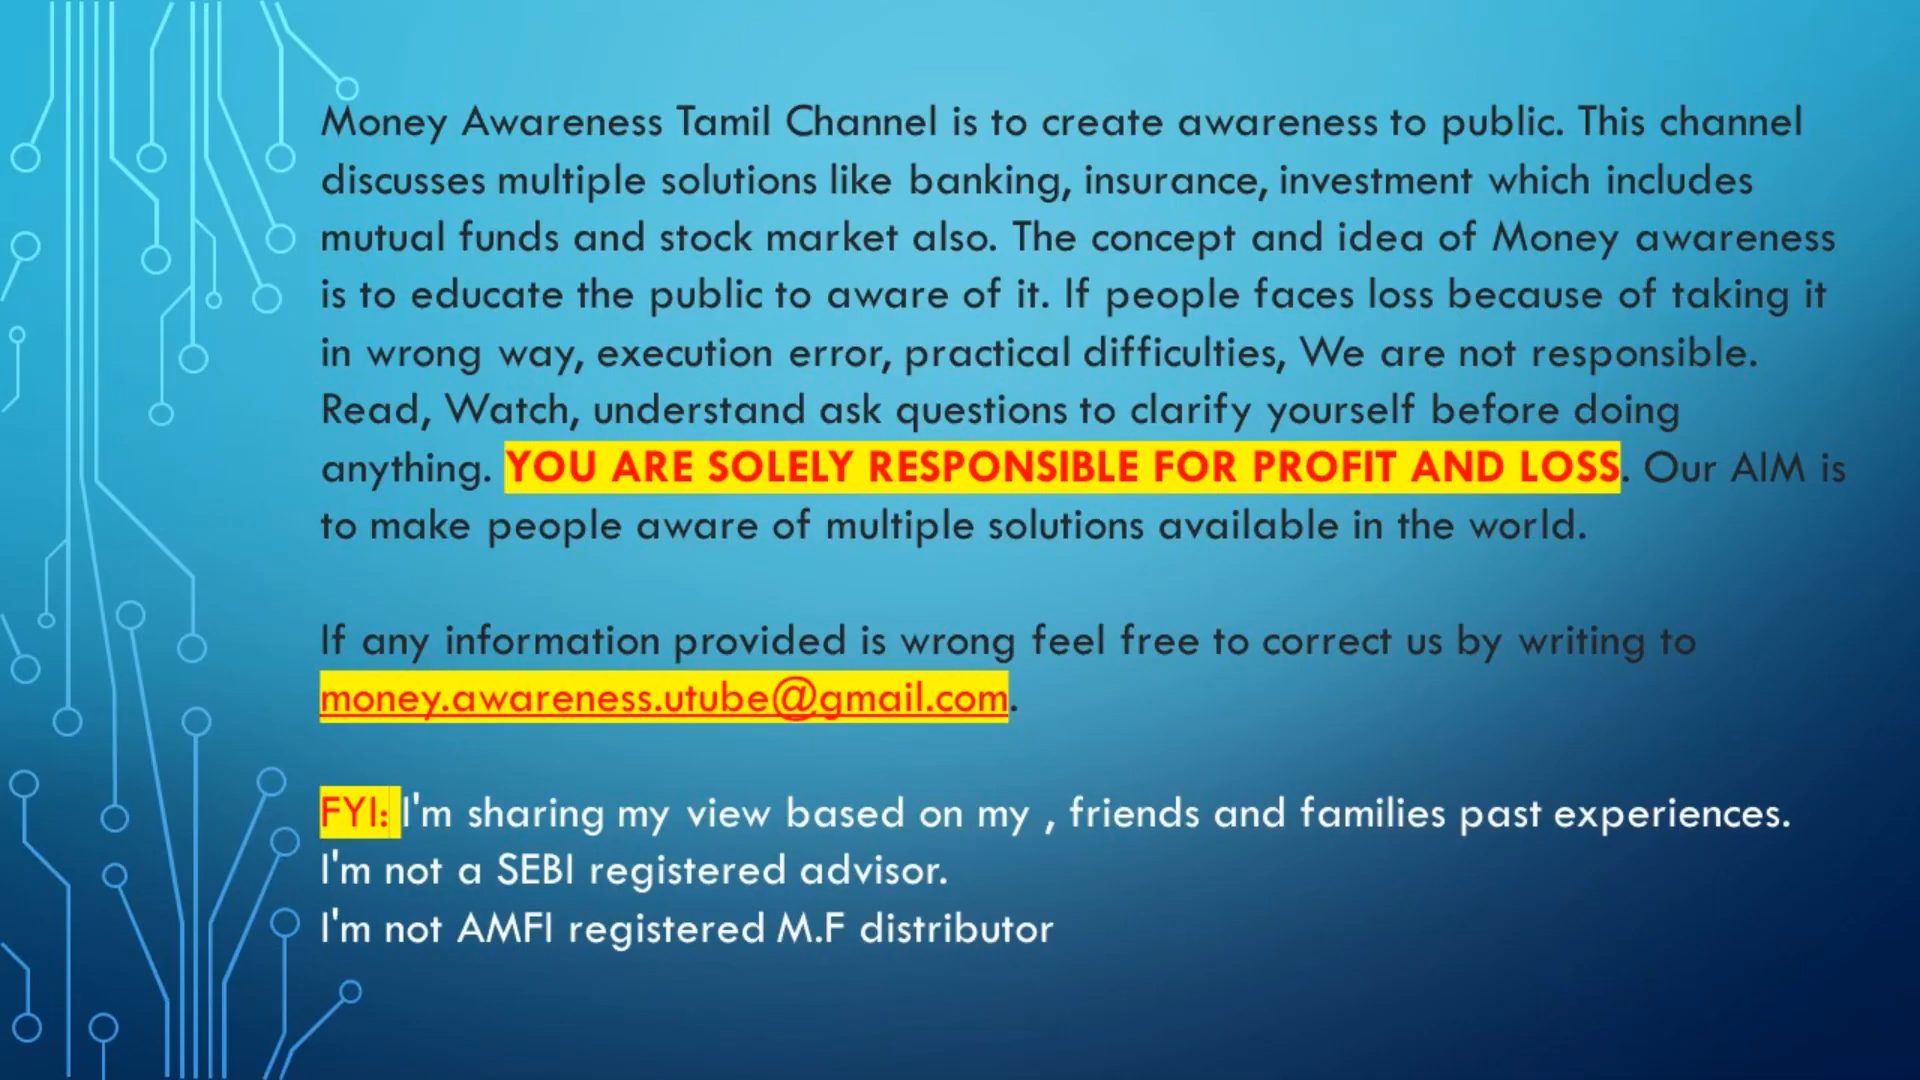 Money Awareness Tamil Channel is to create awareness to public. This channel
discusses multiple solutions like banking, insurance, investment which includes
mutual funds and stock market also. The concept and idea of Money awareness
is to educate the public to aware of it. If people faces loss because of taking it
in wrong way, execution error, practical difficulties, We are not responsible.
Read, Watch, understand ask questions to clarify yourself before doing
anything. YOU ARE SOLELY RESPONSIBLE FOR PROFIT AND LOSS. Our AIM is
to make people aware of multiple solutions available in the world.
If any information provided is wrong feel free to correct us by writing to
money.awareness.utube@gmail.com.
FYI: I'm sharing my view based on my , friends and families past experiences.
I'm not a SEBI registered advisor.
I'm not AMFI registered M.F distributor